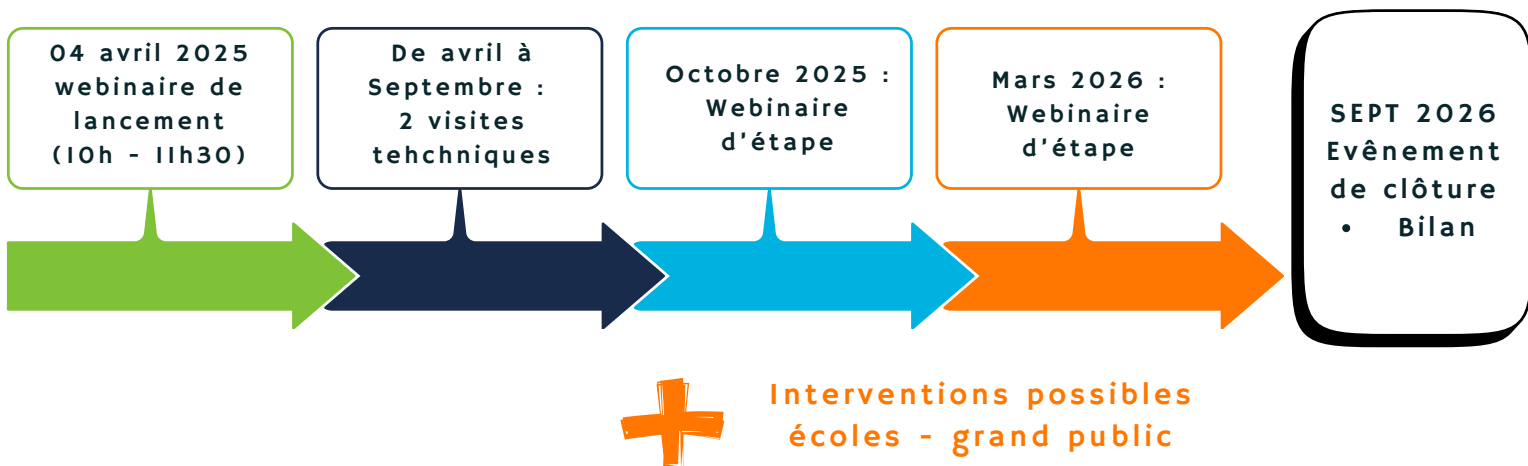 04 avril 2025
webinaire de
lancement
(10h - 11h30)
De avril à
Septembre :
2 visites
tehchniques
Octobre 2025 :
Webinaire
d'étape
Mars 2026 :
Webinaire
d'étape
SEPT 2026
Evênement
de clôture
• Bilan
Interventions possibles
écoles - grand public